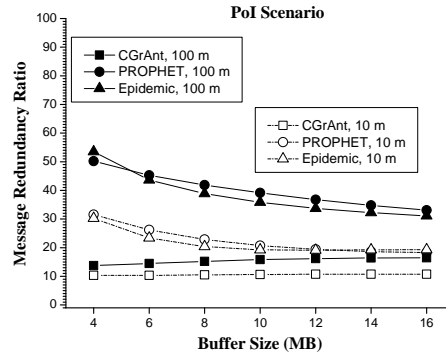 PoI Scenario
100
90
80
70
60
50
40
30
20
10
0
Message Redundancy Ratio
CGrAnt, 100 m
PROPHET, 100 m
Epidemic, 100 m
CGrAnt, 10 m
PROPHET, 10 m
Epidemic, 10 m
4 6 8 10 12 14 16
Buffer Size (MB)